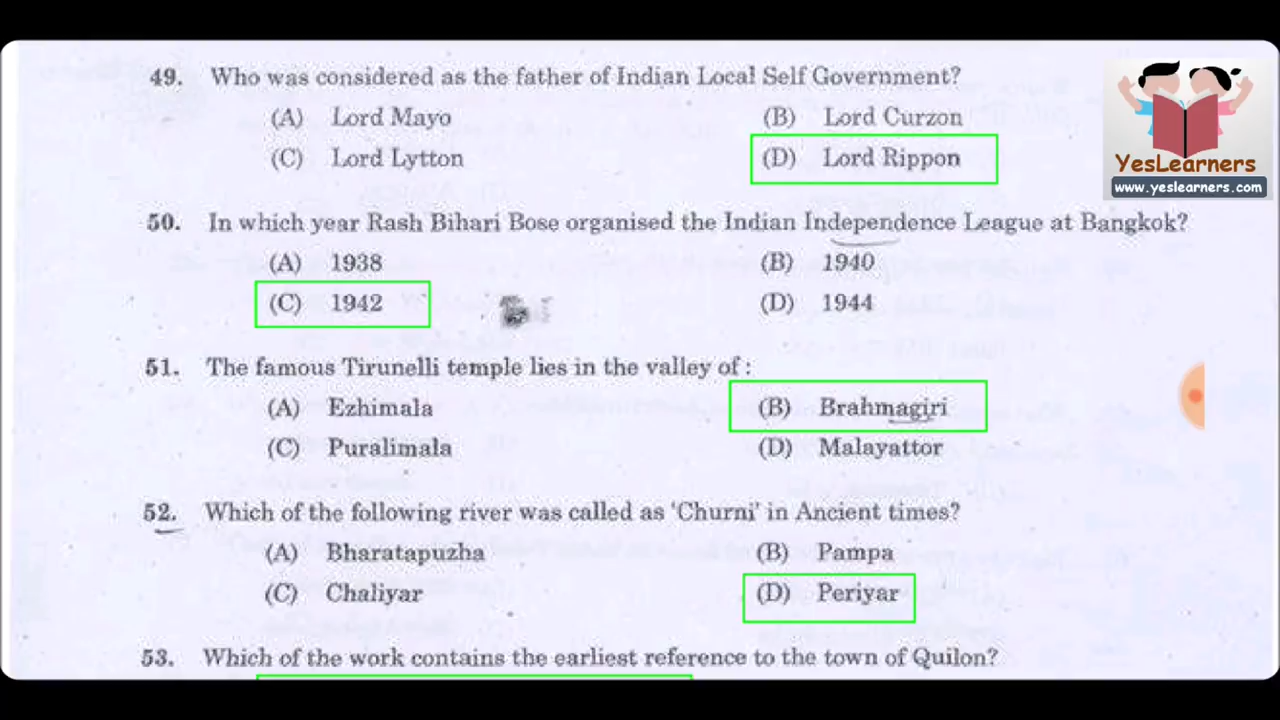 49. Who was considered as the father of Indian Local Self Government?
(A) Lord Mayo (B) Lord Curzon
(C) Lord Lytton (D) Lord Rippon
YesLearners
www.yeslearners.com
50. In which year Rash Bihari Bose organised the Indian Independence League at Bangkok?
(A) 1938 (B) 1940
(C) 1942 (D) 1944
51. The famous Tirunelli temple lies in the valley of :
(A) Ezhimala (B) Brahmagiri
(C) Puralimala (D) Malayattor
52. Which of the following river was called as 'Churni' in Ancient times?
(A) Bharatapuzha (B) Pampa
(C) Chaliyar (D) Periyar
53. Which of the work contains the earliest reference to the town of Quilon?